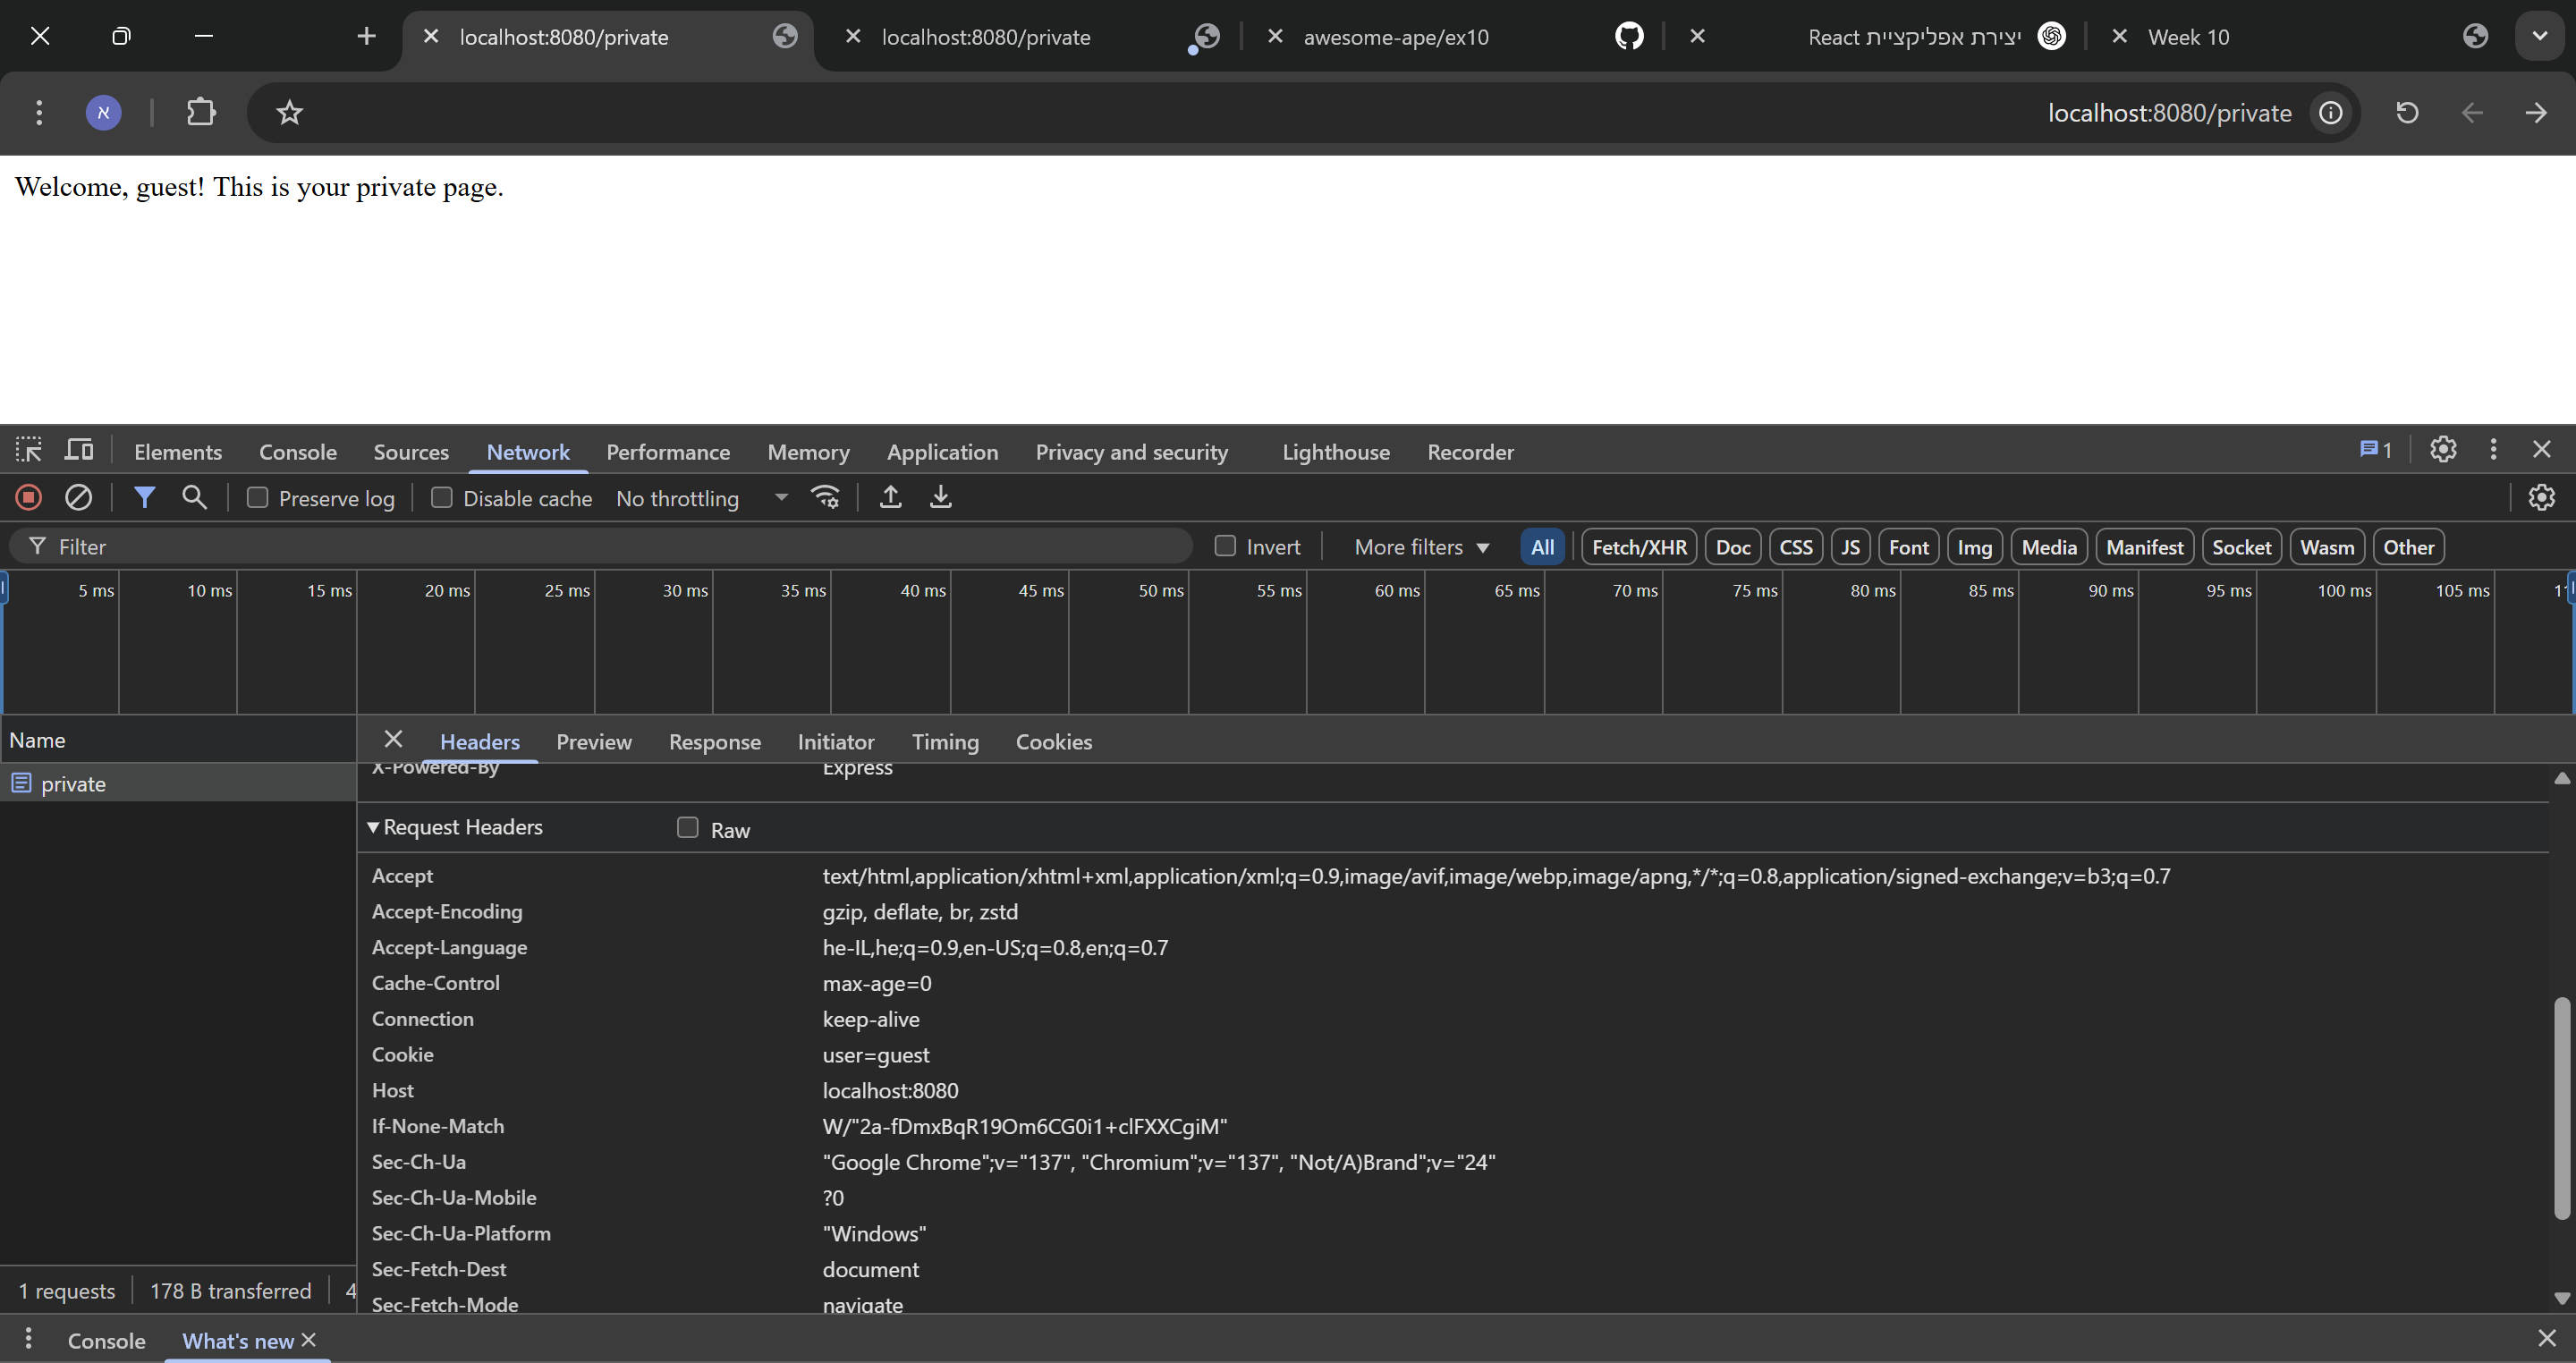 localhost:8080/private
localhost:8080/private
awesome-ape/ex10
יצירת אפליקציית React
Week 10
א
localhost:8080/private
Welcome, guest! This is your private page.
Elements Console Sources Network Performance Memory Application Privacy and security Lighthouse Recorder 1
Preserve log Disable cache No throttling
Filter Invert More filters All Fetch/XHR Doc CSS JS Font Img Media Manifest Socket Wasm Other
5 ms 10 ms 15 ms 20 ms 25 ms 30 ms 35 ms 40 ms 45 ms 50 ms 55 ms 60 ms 65 ms 70 ms 75 ms 80 ms 85 ms 90 ms 95 ms 100 ms 105 ms
Name
private
Headers Preview Response Initiator Timing Cookies
X-Powered-By Express
Request Headers Raw
Accept text/html,application/xhtml+xml,application/xml;q=0.9,image/avif,image/webp,image/apng,*/*;q=0.8,application/signed-exchange;v=b3;q=0.7
Accept-Encoding gzip, deflate, br, zstd
Accept-Language he-IL,he;q=0.9,en-US;q=0.8,en;q=0.7
Cache-Control max-age=0
Connection keep-alive
Cookie user=guest
Host localhost:8080
If-None-Match W/"2a-fDmxBqR19Om6CG0i1+clFXXCgiM"
Sec-Ch-Ua "Google Chrome";v="137", "Chromium";v="137", "Not/A)Brand";v="24"
Sec-Ch-Ua-Mobile ?0
Sec-Ch-Ua-Platform "Windows"
Sec-Fetch-Dest document
Sec-Fetch-Mode navigate
1 requests 178 B transferred 4
Console What's new